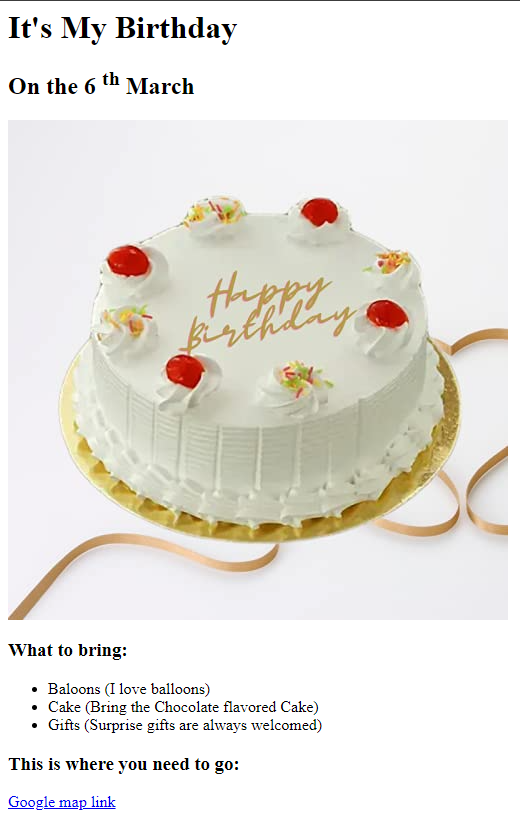 It's My Birthday
On the 6 th March
Happy
Birthday
What to bring:
Baloons (I love balloons)
Cake (Bring the Chocolate flavored Cake)
Gifts (Surprise gifts are always welcomed)
This is where you need to go:
Google map link